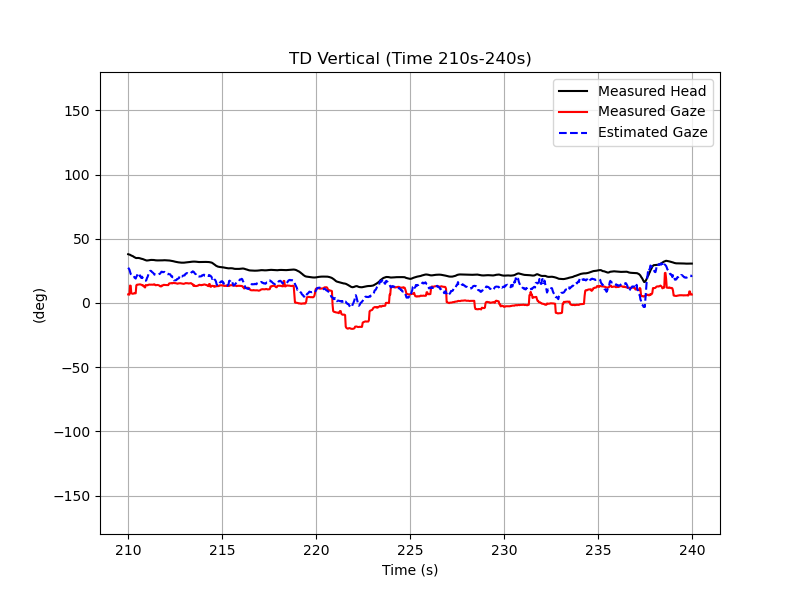 TD Vertical (Time 210s-240s)
Measured Head
Measured Gaze
Estimated Gaze
150
100
50
0
−50
−100
−150
(deg)
210 215 220 225 230 235 240
Time (s)